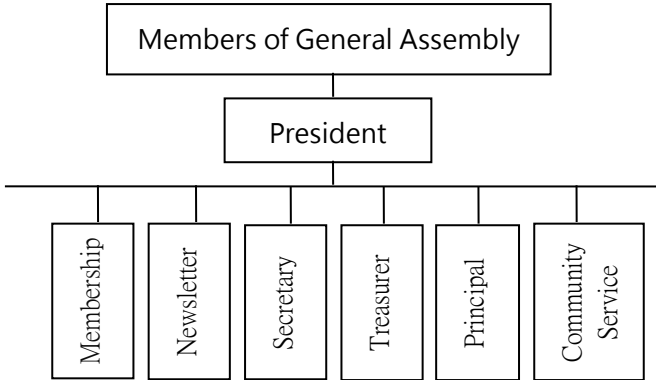 Members of General Assembly
President
Membership
Newsletter
Secretary
Treasurer
Principal
Community
Service